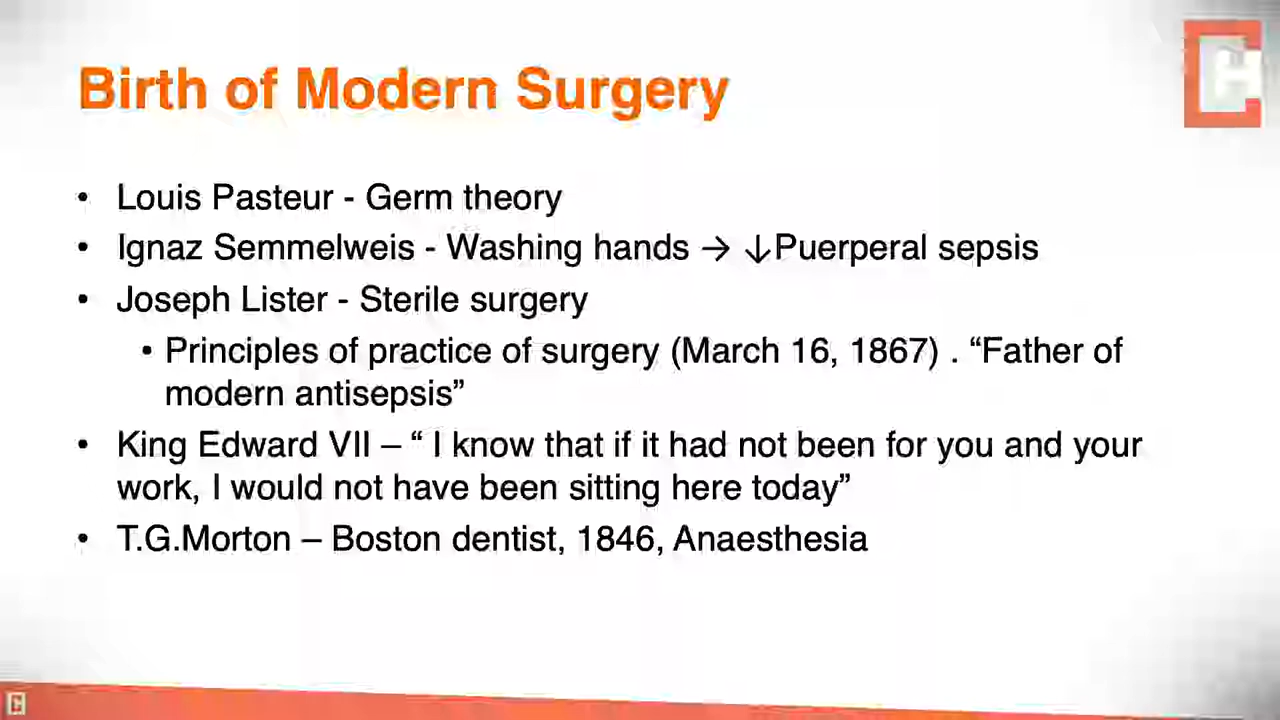 Birth of Modern Surgery
• Louis Pasteur - Germ theory
• Ignaz Semmelweis - Washing hands → ↓Puerperal sepsis
• Joseph Lister - Sterile surgery
• Principles of practice of surgery (March 16, 1867) . “Father of
modern antisepsis”
• King Edward VII – “ I know that if it had not been for you and your
work, I would not have been sitting here today”
• T.G.Morton – Boston dentist, 1846, Anaesthesia
CH